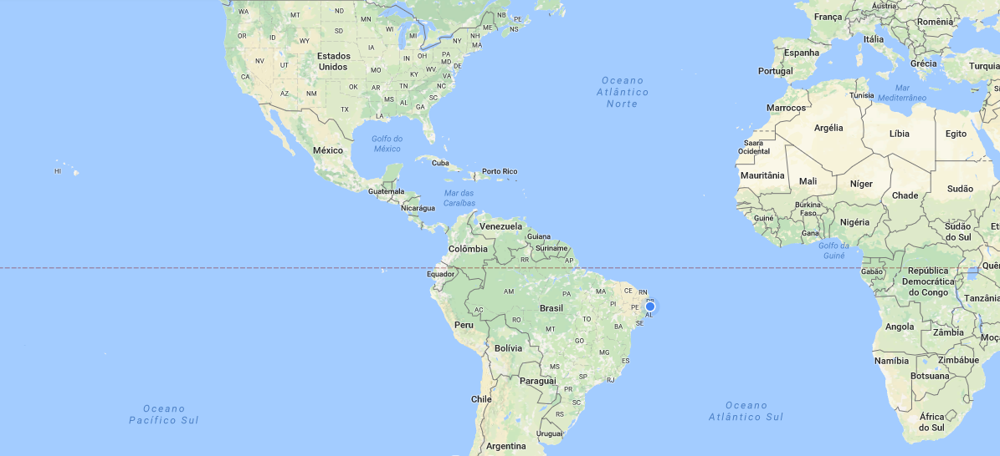 WA
MT
ND
MN
NB
PE
NS
ME
OR
ID
WY
SD
WI
MI
NY
NH
MA
IA
NV
UT
Estados
Unidos
IN
OH
PA
MD
DE
CA
MO
KY
WV
VA
AZ
NM
OK
AR
TN
NC
SC
TX
LA
MS
AL
GA
Golfo do
México
México
Cuba
Porto Rico
HI
Guatemala
Mar das
Caraíbas
Nicarágua
Oceano
Atlântico
Norte
França
Áustria
Romênia
Itália
Espanha
Portugal
Grécia
Turquia
Mar
Mediterrâneo
Tunísia
Marrocos
Argélia
Líbia
Egito
Saara
Ocidental
Mauritânia
Mali
Níger
Chade
Sudão
Burkina
Faso
Guiné
Gana
Nigéria
Sudão
do Sul
Golfo da
Guiné
Venezuela
Guiana
Suriname
Colômbia
RR
AP
Equador
AM
PA
MA
CE
RN
PI
PE
AL
SE
AC
RO
Brasil
TO
BA
MT
Peru
Bolívia
GO
MG
ES
MS
SP
RJ
Paraguai
PR
SC
RS
Chile
Uruguai
Argentina
Gabão
República
Democrática
do Congo
Tanzânia
Angola
Zâmbia
Namíbia
Zimbábue
Botsuana
África
do Sul
Oceano
Pacífico Sul
Oceano
Atlântico Sul